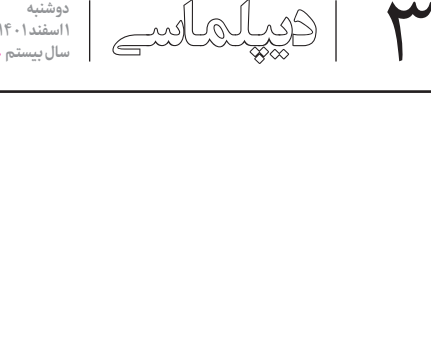 ۳
دیپلماسی
دوشنبه
۱ اسفند ۱۴۰۱
سال بیستم